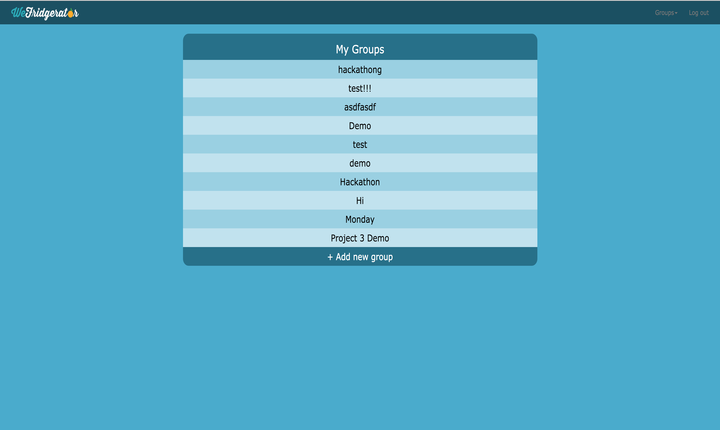 WeFridgerator
Groups
Log out
My Groups
hackathong
test!!!
asdfasdf
Demo
test
demo
Hackathon
Hi
Monday
Project 3 Demo
+ Add new group